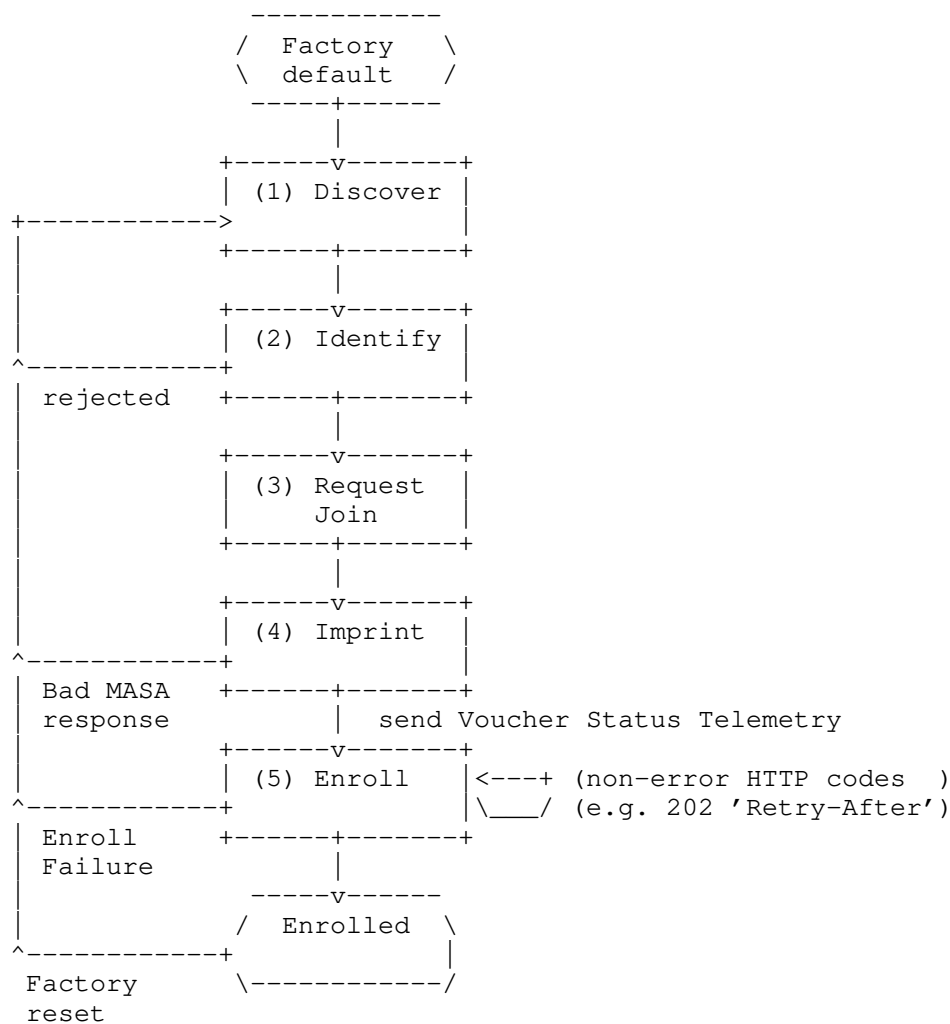 Factory
default
(1) Discover
(2) Identify
rejected
(3) Request
Join
(4) Imprint
Bad MASA
response
send Voucher Status Telemetry
(5) Enroll
(non-error HTTP codes )
(e.g. 202 'Retry-After')
Enroll
Failure
Enrolled
Factory
reset